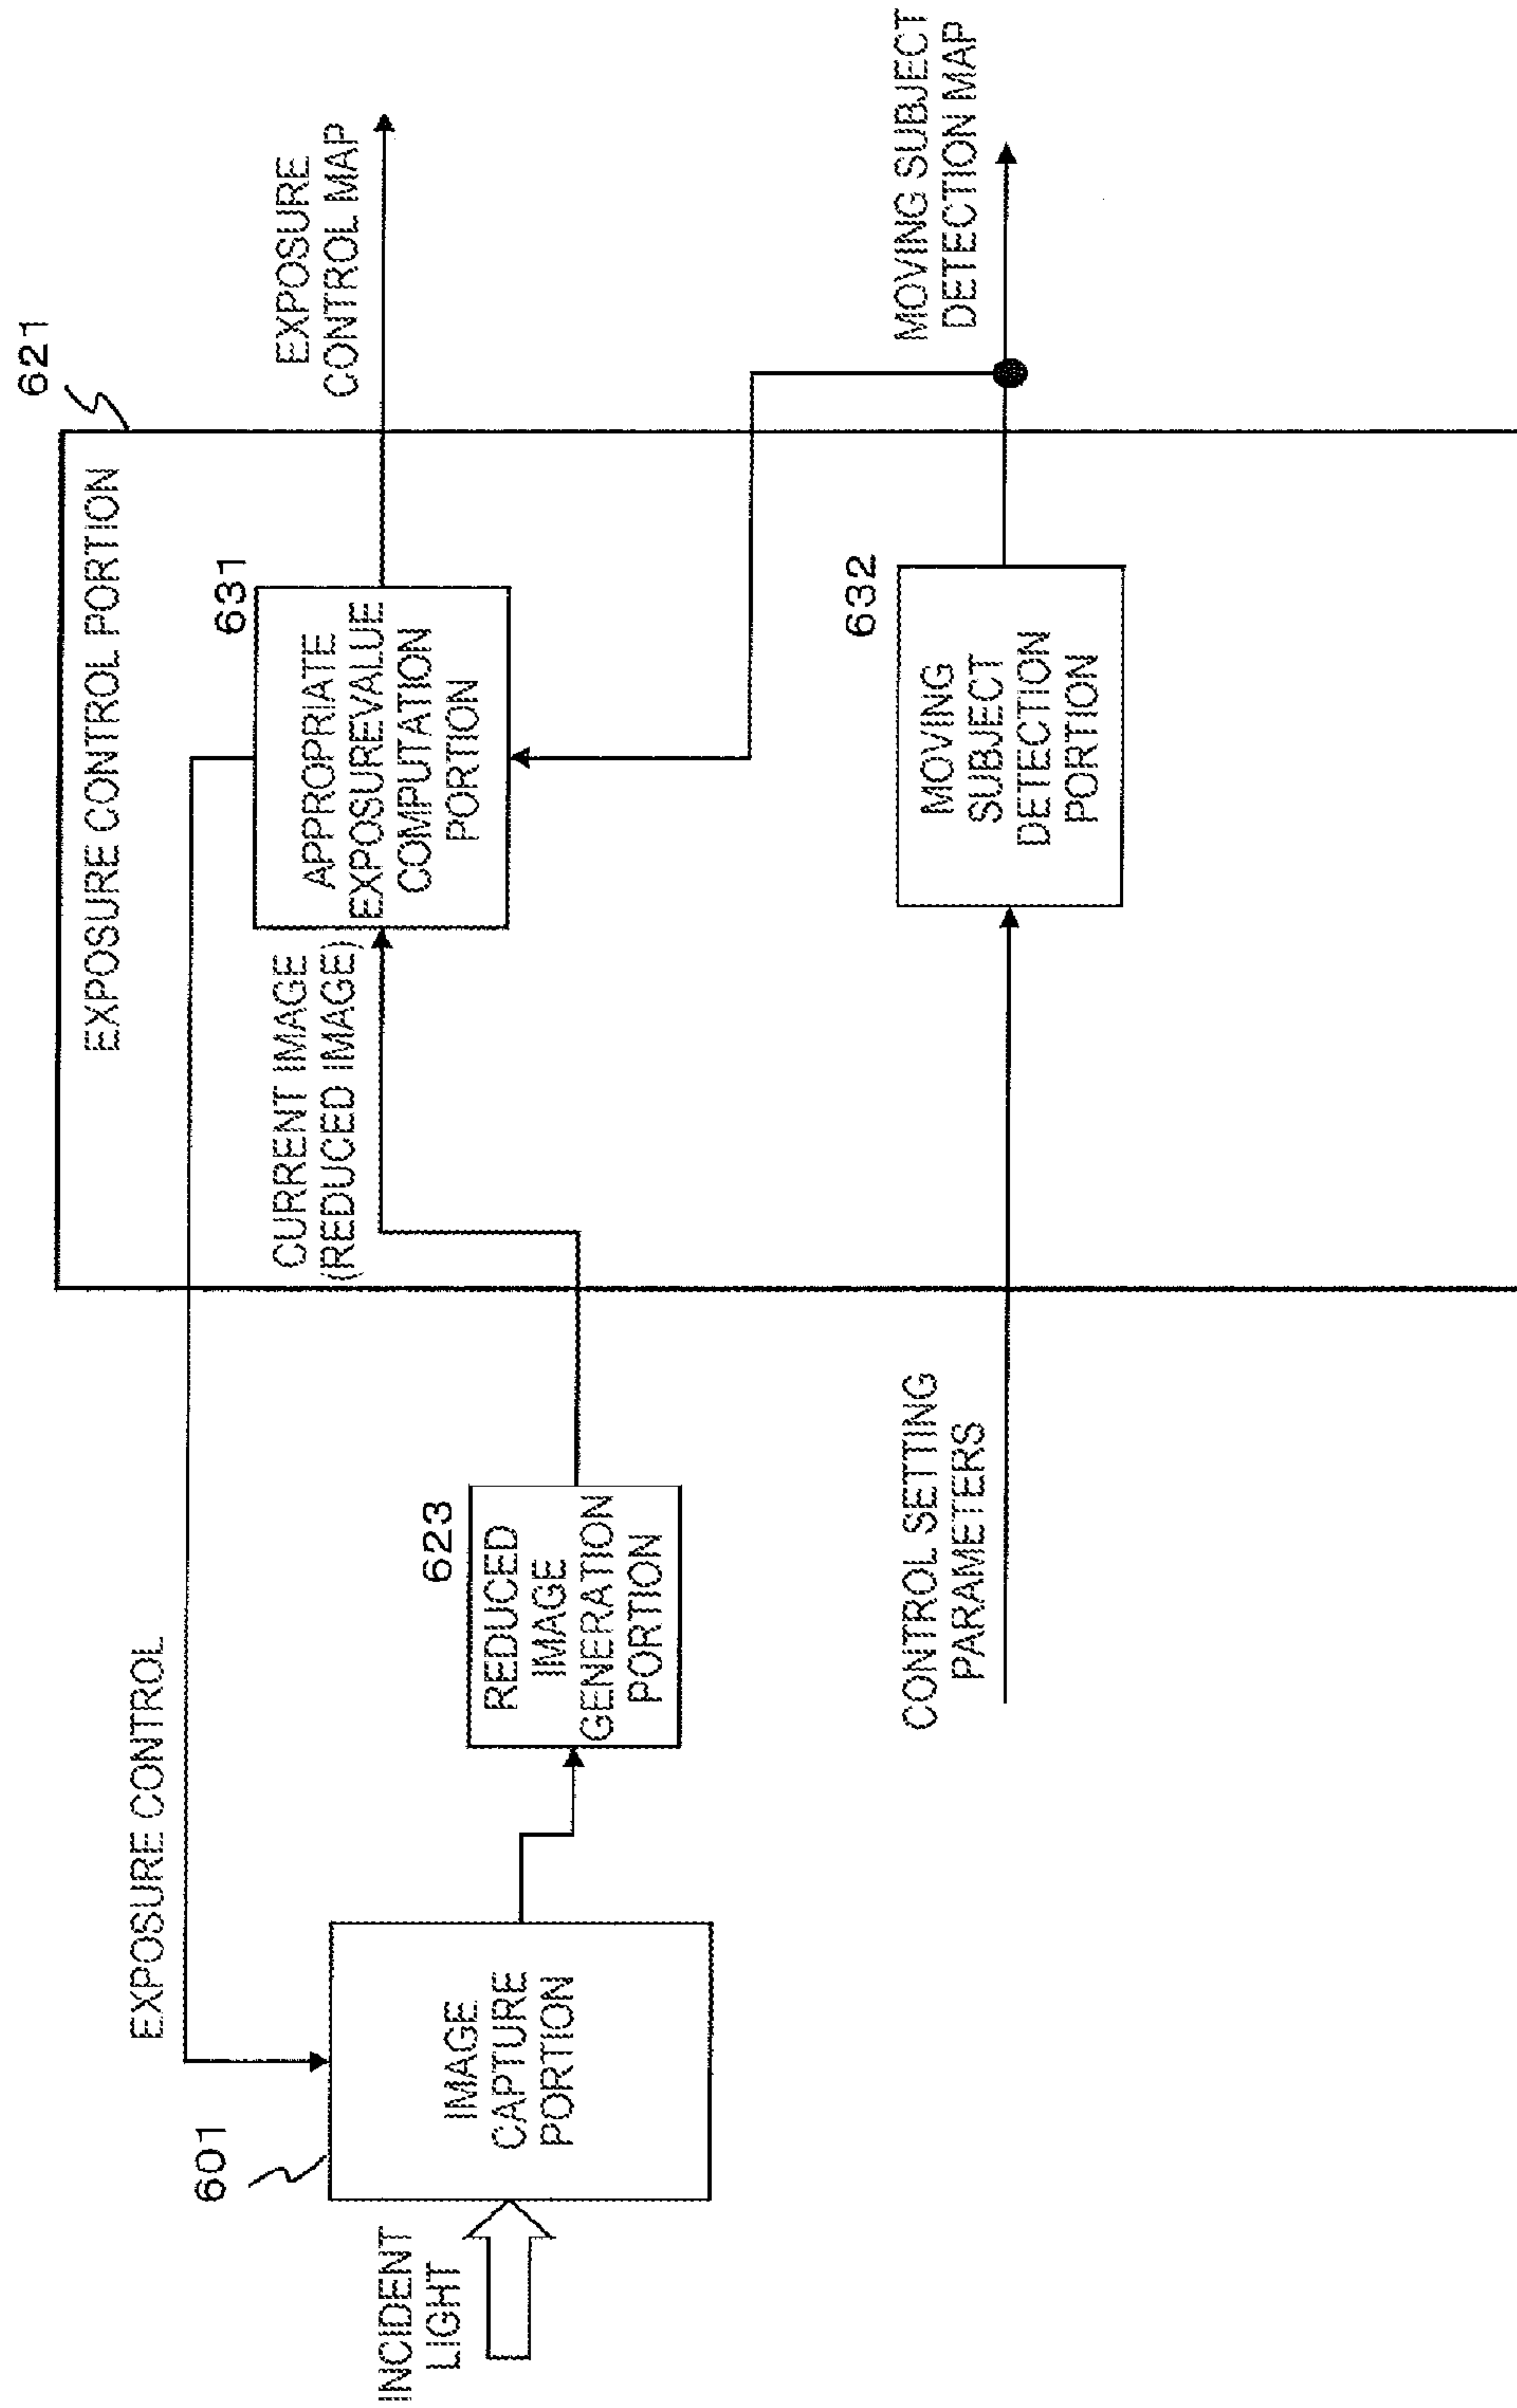 621
EXPOSURE CONTROL PORTION
EXPOSURE CONTROL
601
INCIDENT
LIGHT
IMAGE
CAPTURE
PORTION
623
REDUCED
IMAGE
GENERATION
PORTION
CURRENT IMAGE
(REDUCED IMAGE)
631
APPROPRIATE
EXPOSUREVALUE
COMPUTATION
PORTION
EXPOSURE
CONTROL MAP
CONTROL SETTING
PARAMETERS
632
MOVING
SUBJECT
DETECTION
PORTION
MOVING SUBJECT
DETECTION MAP